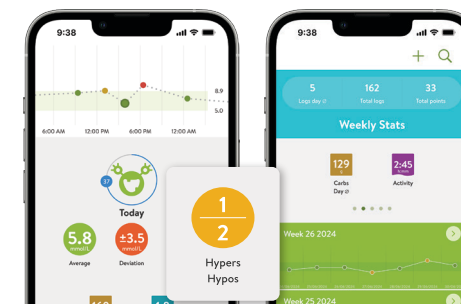 9:38
8.9
5.0
6:00 AM 12:00 PM 6:00 PM 12:00 AM
37
Today
5.8
mmol/L
Average
±3.5
mmol/L
Deviation
1
2
Hypers
Hypos
9:38
5
Logs day ∅
162
Total logs
33
Total points
Weekly Stats
129
g
Carbs
Day ∅
2:45
Activity
Week 26 2024
Week 25 2024